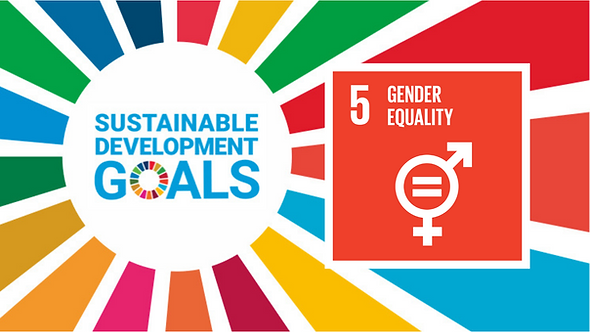 SUSTAINABLE
DEVELOPMENT
GOALS
5 GENDER
EQUALITY